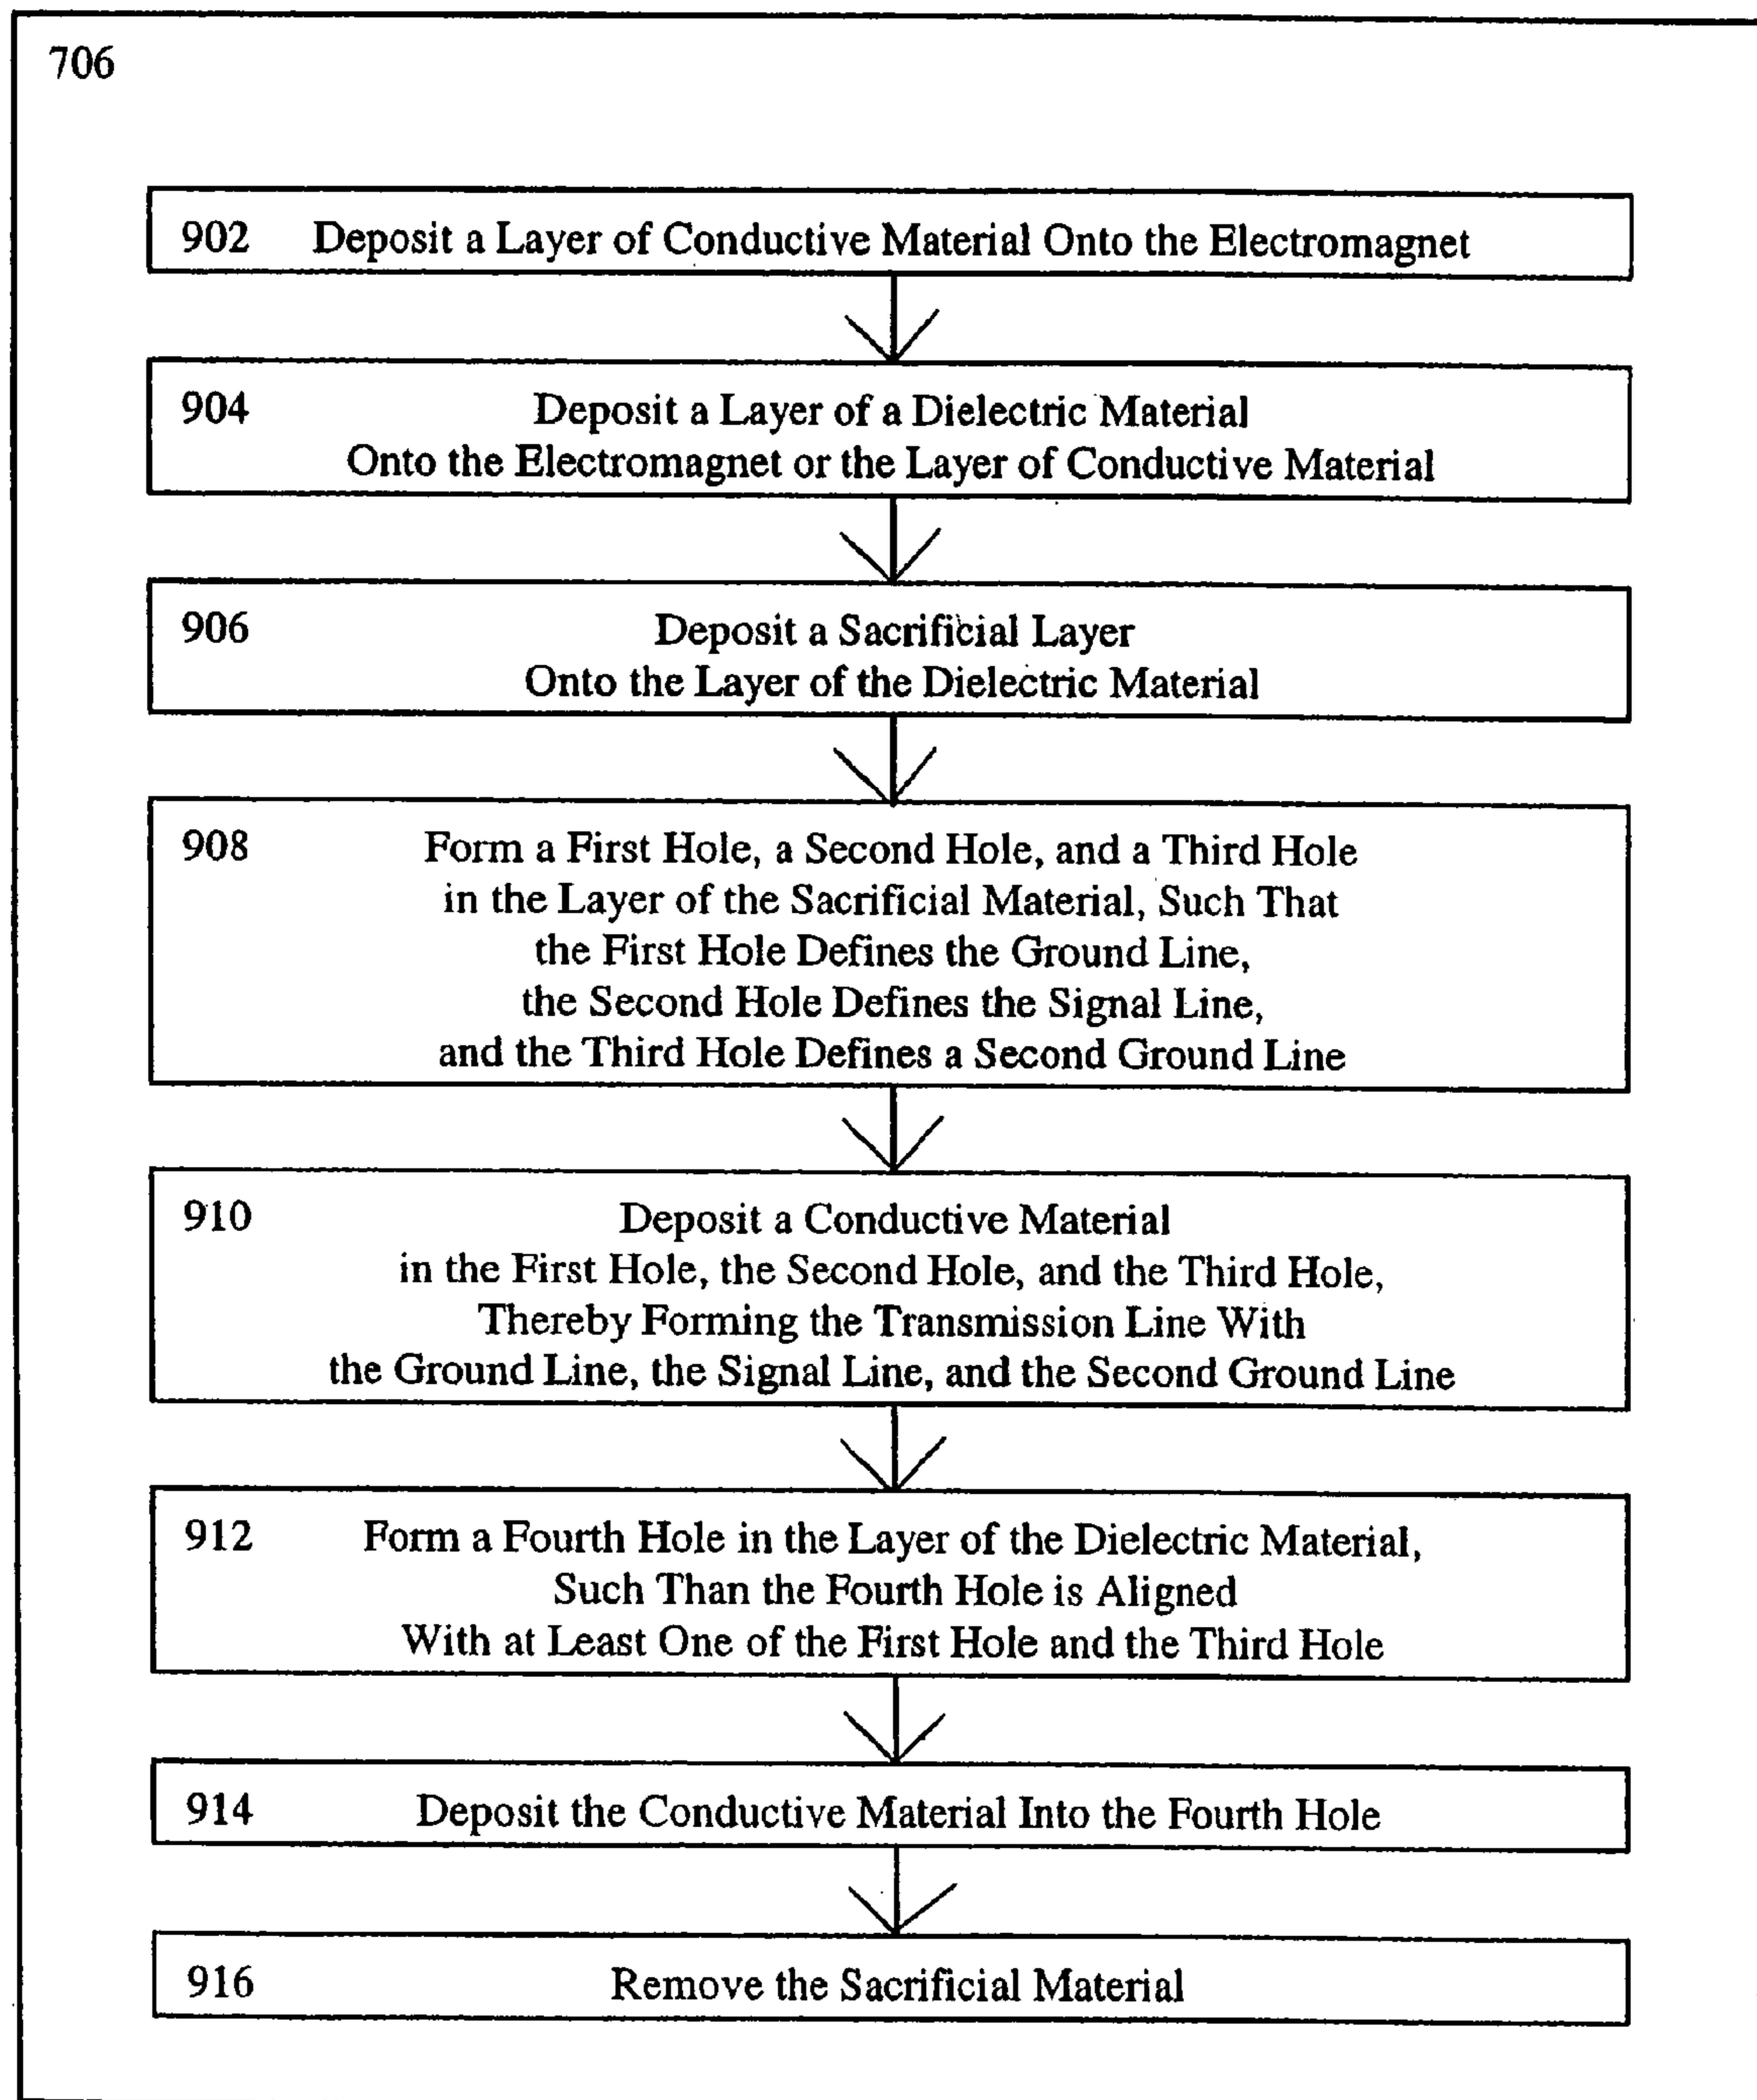 706
902 Deposit a Layer of Conductive Material Onto the Electromagnet
904 Deposit a Layer of a Dielectric Material
Onto the Electromagnet or the Layer of Conductive Material
906 Deposit a Sacrificial Layer
Onto the Layer of the Dielectric Material
908 Form a First Hole, a Second Hole, and a Third Hole
in the Layer of the Sacrificial Material, Such That
the First Hole Defines the Ground Line,
the Second Hole Defines the Signal Line,
and the Third Hole Defines a Second Ground Line
910 Deposit a Conductive Material
in the First Hole, the Second Hole, and the Third Hole,
Thereby Forming the Transmission Line With
the Ground Line, the Signal Line, and the Second Ground Line
912 Form a Fourth Hole in the Layer of the Dielectric Material,
Such Than the Fourth Hole is Aligned
With at Least One of the First Hole and the Third Hole
914 Deposit the Conductive Material Into the Fourth Hole
916 Remove the Sacrificial Material